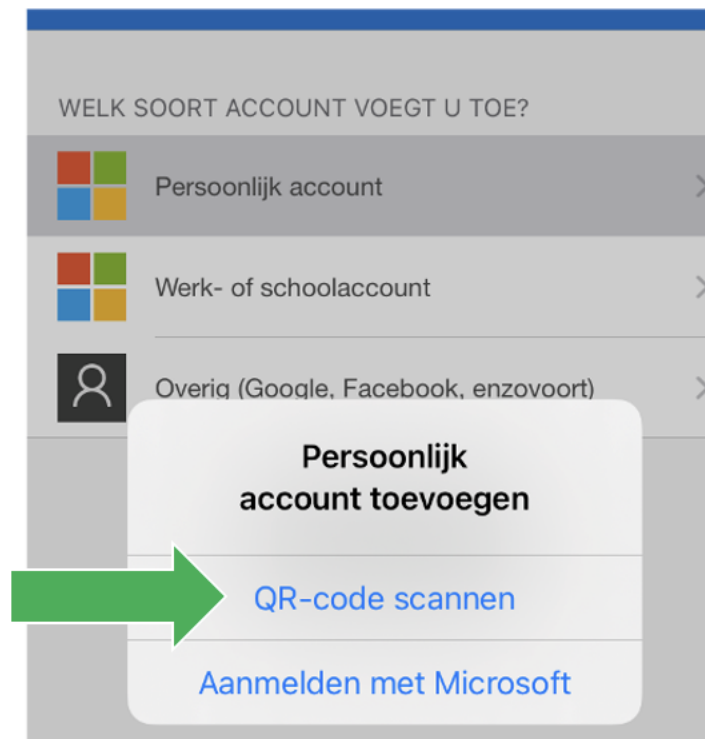 WELK SOORT ACCOUNT VOEGT U TOE?
Persoonlijk account
Werk- of schoolaccount
Overig (Google, Facebook, enzovoort)
Persoonlijk
account toevoegen
QR-code scannen
Aanmelden met Microsoft